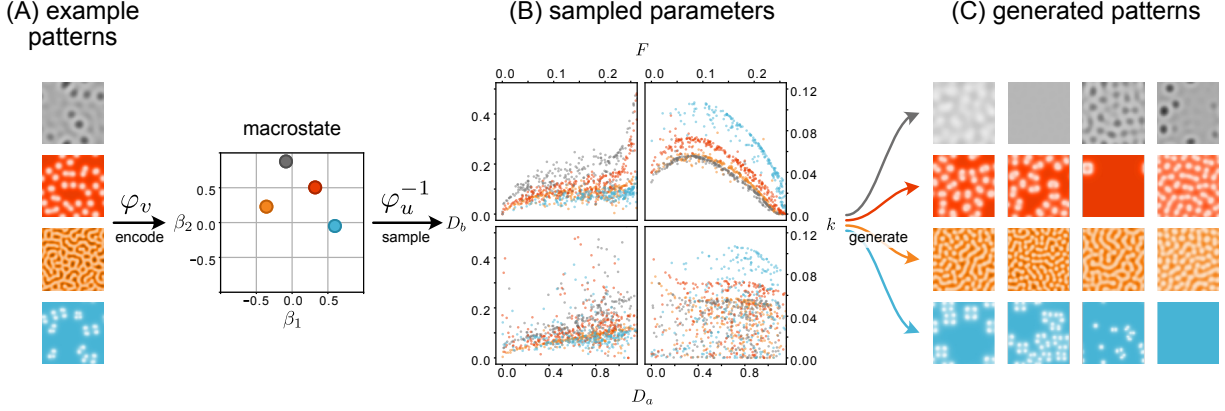 (A) example
patterns
(B) sampled parameters
(C) generated patterns
F
0.0 0.1 0.2
0.0 0.1 0.2
0.4
0.2
0.0
0.12
0.08
0.04
0.00
macrostate
0.5
0.0
−0.5
β₂
−0.5 0.0 0.5
β₁
φᵥ
encode
φᵤ⁻¹
sample
D_b
k
generate
0.4
0.2
0.0
0.12
0.08
0.04
0.00
0.0 0.4 0.8
0.0 0.4 0.8
Dₐ